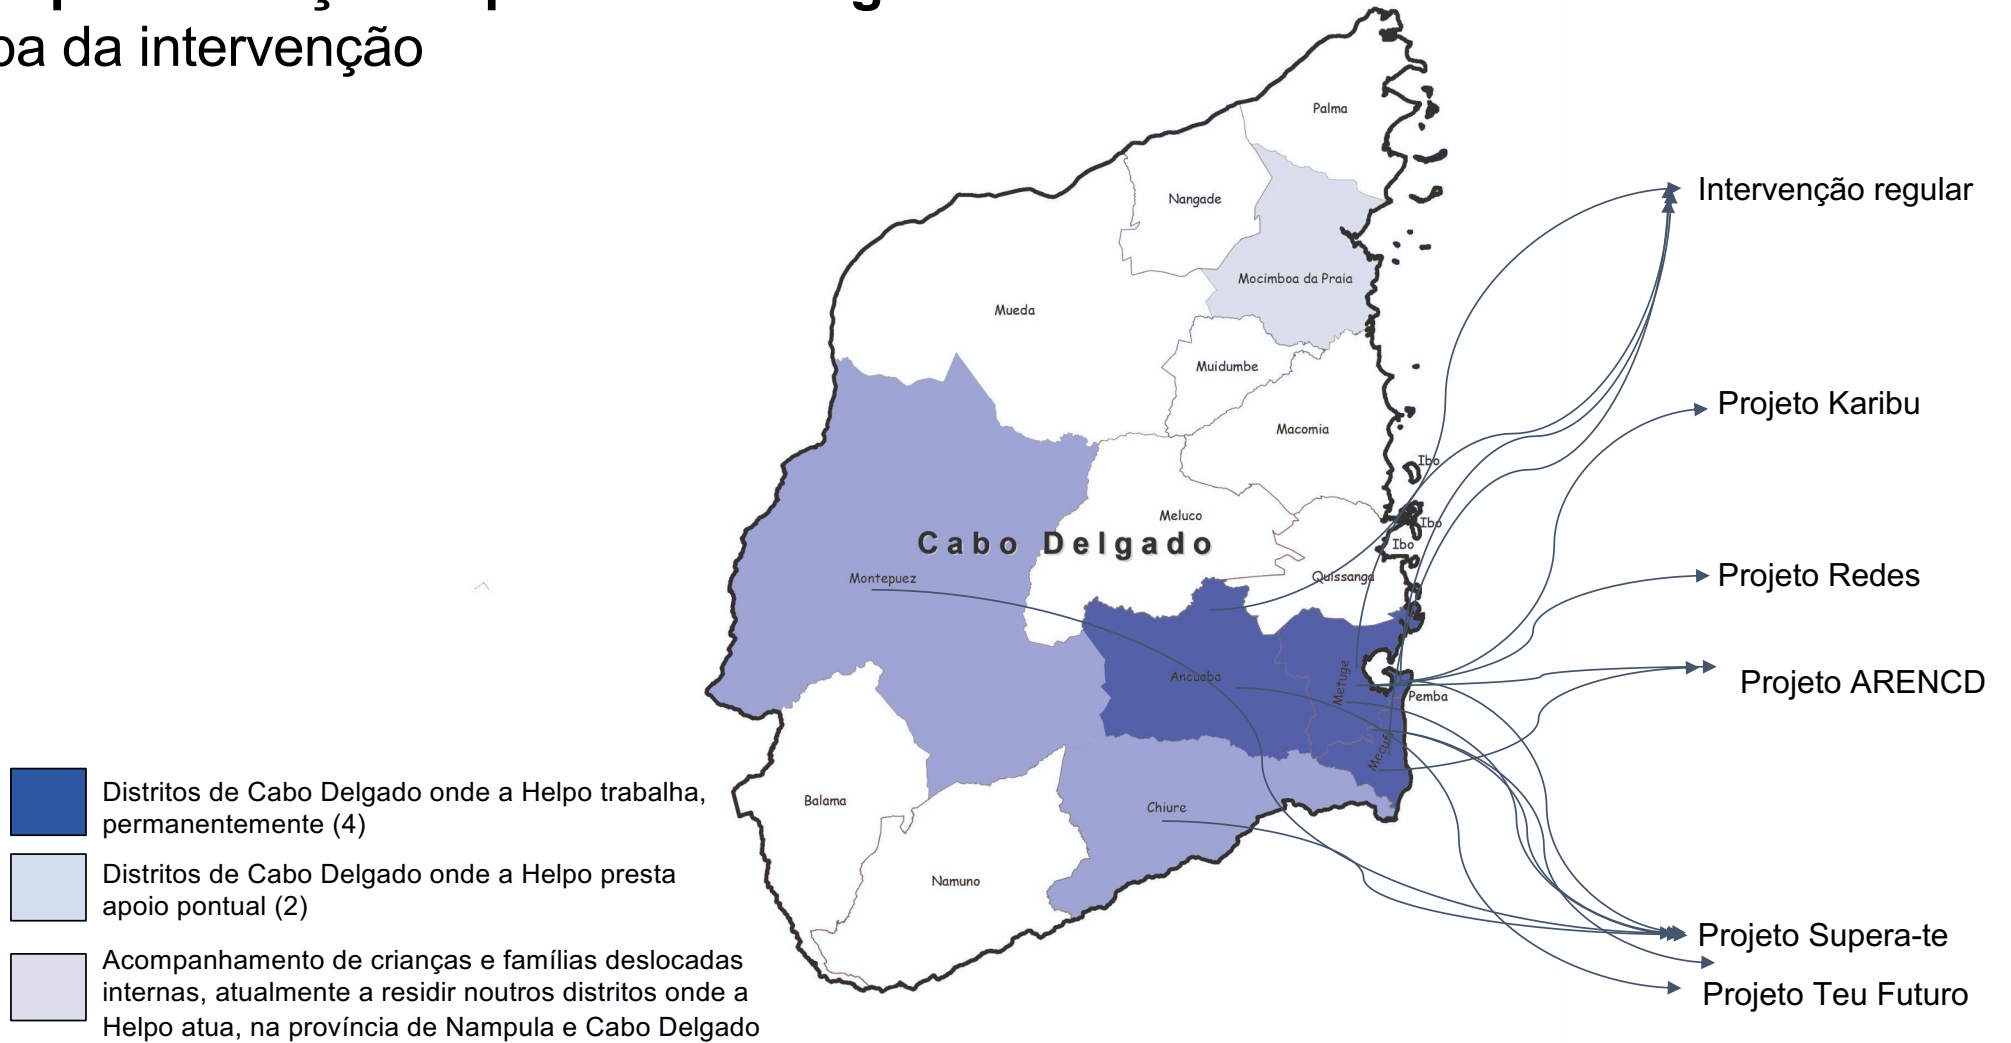 pa da intervenção
Palma
Nangade
Mocimboa da Praia
Mueda
Muidumbe
Macomia
Ibo
Meluco
Ibo
Cabo Delgado
Ibo
Montepuez
Quissanga
Ancuabe
Metuge
Pemba
Mecufi
Balama
Chiure
Namuno
Intervenção regular
Projeto Karibu
Projeto Redes
Projeto ARENCD
Projeto Supera-te
Projeto Teu Futuro
Distritos de Cabo Delgado onde a Helpo trabalha,
permanentemente (4)
Distritos de Cabo Delgado onde a Helpo presta
apoio pontual (2)
Acompanhamento de crianças e famílias deslocadas
internas, atualmente a residir noutros distritos onde a
Helpo atua, na província de Nampula e Cabo Delgado